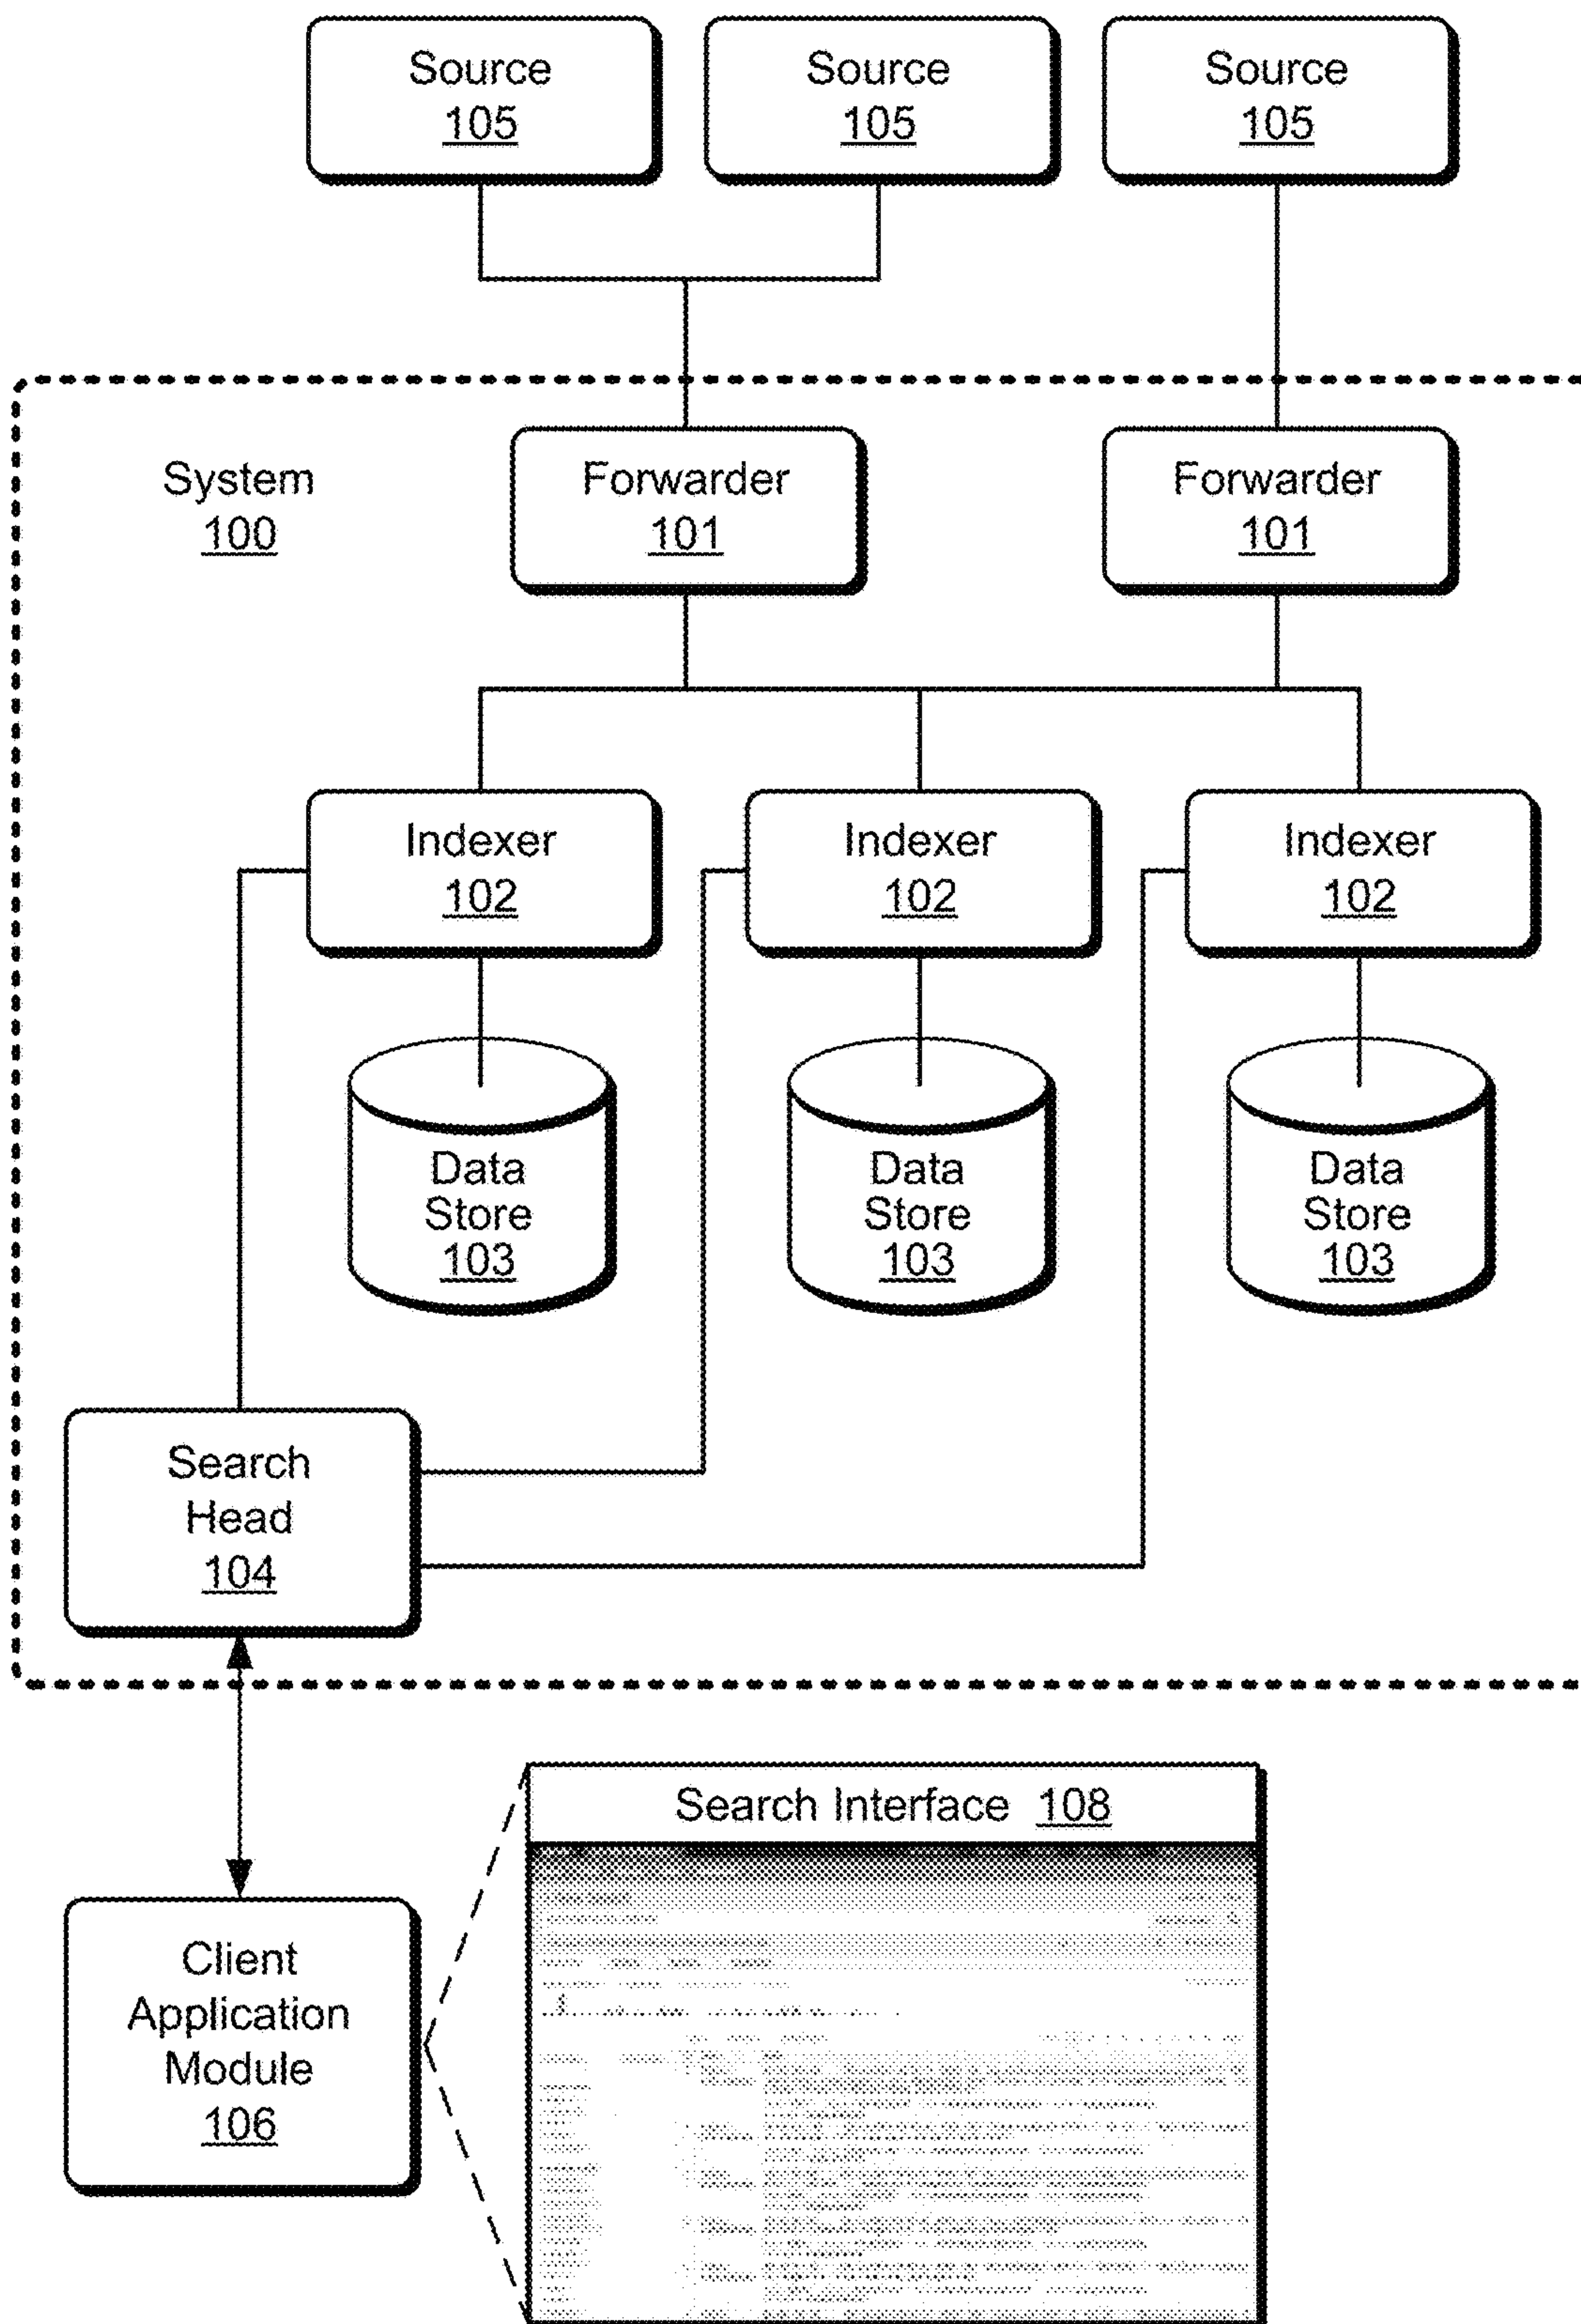 Source
105
Source
105
Source
105
System
100
Forwarder
101
Forwarder
101
Indexer
102
Indexer
102
Indexer
102
Data
Store
103
Data
Store
103
Data
Store
103
Search
Head
104
Search Interface 108
Client
Application
Module
106